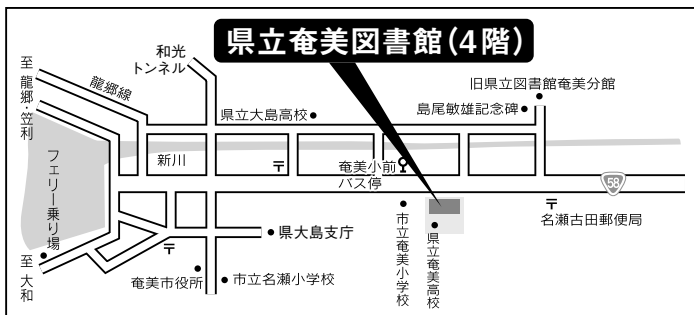 県立奄美図書館(4階)
和光
トンネル
至 龍郷・笠利
龍郷線
旧県立図書館奄美分館
県立大島高校
島尾敏雄記念碑
新川
〒
奄美小前
バス停
58
フェリー乗り場
〒
名瀬古田郵便局
市立奄美小学校
県立奄美高校
県大島支庁
〒
至 大和
奄美市役所
市立名瀬小学校